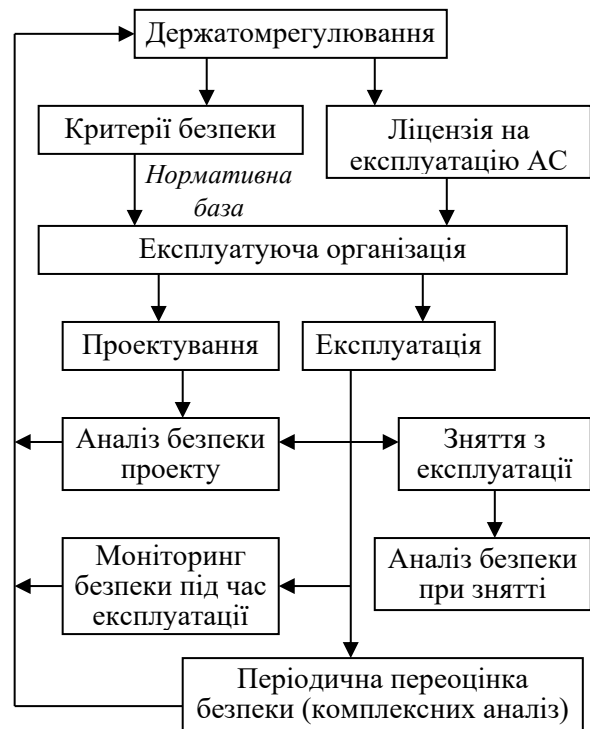 Держатомрегулювання
Критерії безпеки
Ліцензія на
експлуатацію АС
Нормативна
база
Експлуатуюча організація
Проектування
Експлуатація
Аналіз безпеки
проекту
Зняття з
експлуатації
Моніторинг
безпеки під час
експлуатації
Аналіз безпеки
при знятті
Періодична переоцінка
безпеки (комплексних аналіз)